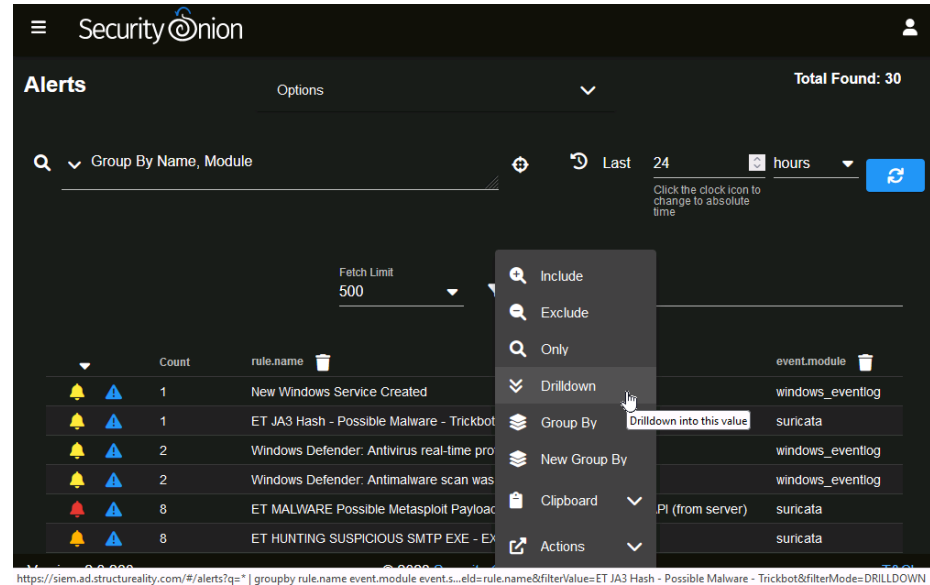 Security Onion
Alerts
Options
Total Found: 30
Group By Name, Module
Last 24 hours
Click the clock icon to
change to absolute
time
Fetch Limit
500
Include
Exclude
Only
Drilldown
Drilldown into this value
Group By
New Group By
Clipboard
Actions
Count rule.name event.module
1 New Windows Service Created windows_eventlog
1 ET JA3 Hash - Possible Malware - Trickbot suricata
2 Windows Defender: Antivirus real-time pro windows_eventlog
2 Windows Defender: Antimalware scan was windows_eventlog
8 ET MALWARE Possible Metasploit Payload PI (from server) suricata
8 ET HUNTING SUSPICIOUS SMTP EXE - EX suricata
https://siem.ad.structureality.com/#/alerts?q=* | groupby rule.name event.module event.s...eld=rule.name&filterValue=ET JA3 Hash - Possible Malware - Trickbot&filterMode=DRILLDOWN